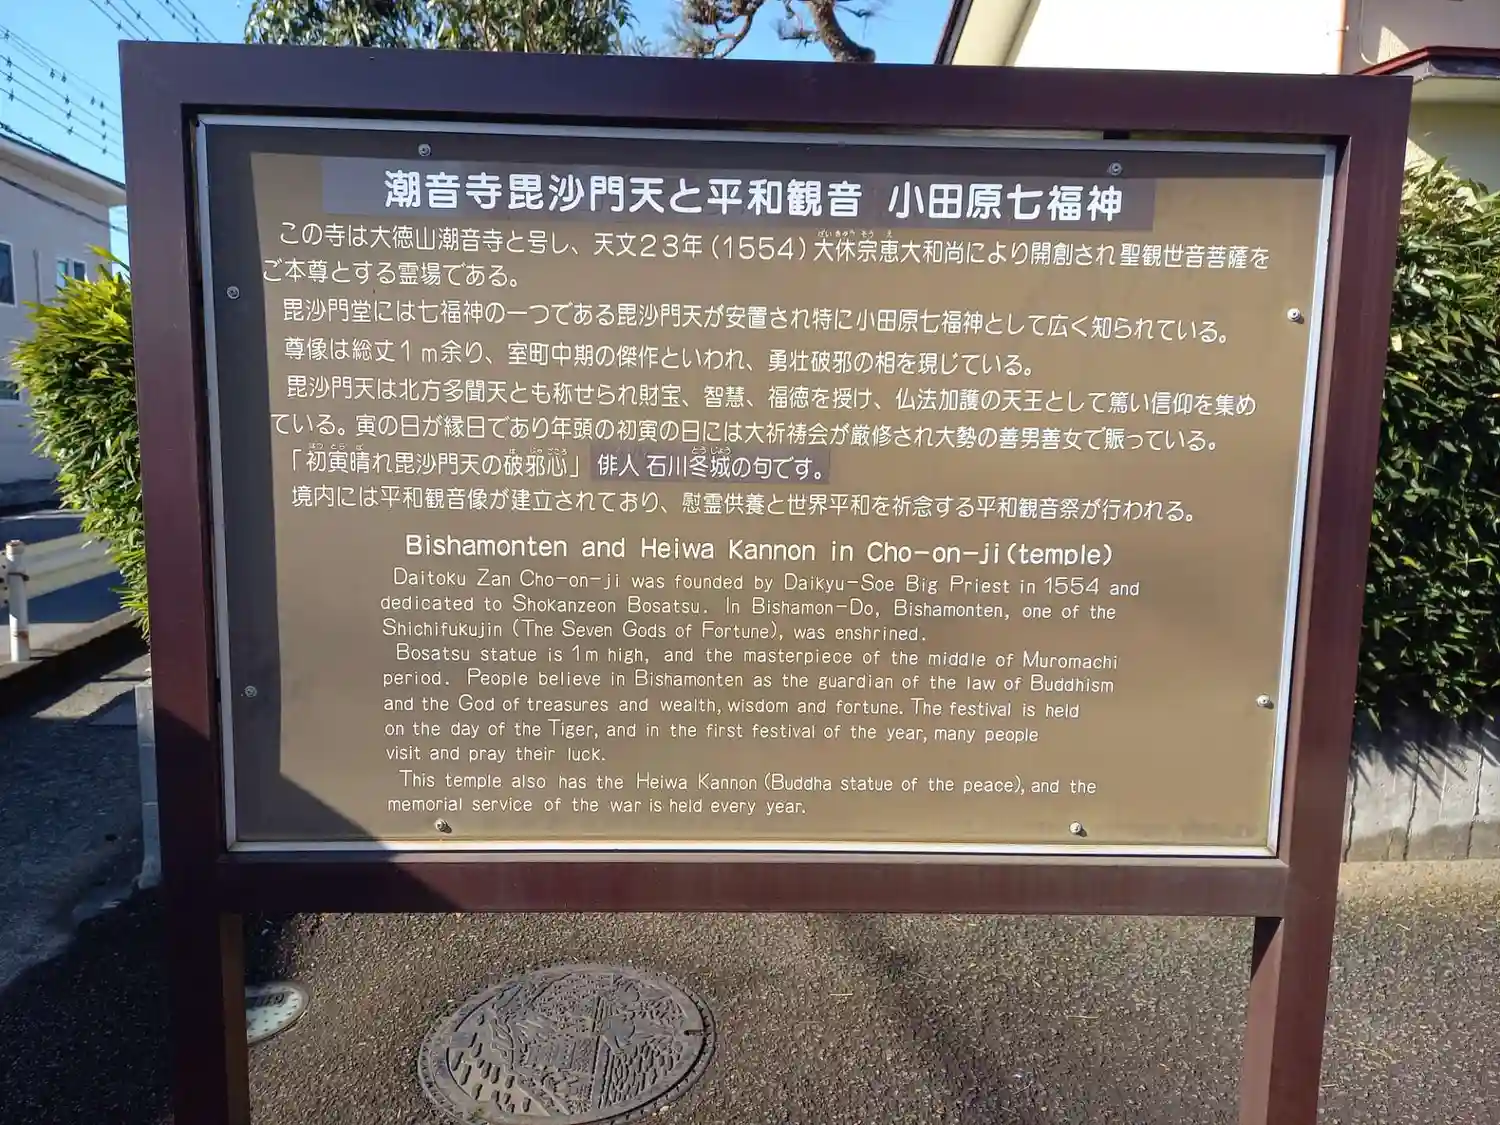 潮音寺毘沙門天と平和観音 小田原七福神
この寺は大徳山潮音寺と号し、天文23年(1554)大休宗恵大和尚により開創され聖観世音菩薩を
ご本尊とする霊場である。
毘沙門堂には七福神の一つである毘沙門天が安置され特に小田原七福神として広く知られている。
尊像は総丈1m余り、室町中期の傑作といわれ、勇壮破邪の相を現じている。
毘沙門天は北方多聞天とも称せられ財宝、智慧、福徳を授け、仏法加護の天王として篤い信仰を集め
ている。寅の日が縁日であり年頭の初寅の日には大祈祷会が厳修され大勢の善男善女で賑っている。
「初寅晴れ毘沙門天の破邪心」俳人 石川冬城の句です。
境内には平和観音像が建立されており、慰霊供養と世界平和を祈念する平和観音祭が行われる。
Bishamonten and Heiwa Kannon in Cho-on-ji(temple)
Daitoku Zan Cho-on-ji was founded by Daikyu-Soe Big Priest in 1554 and
dedicated to Shokanzeon Bosatsu. In Bishamon-Do, Bishamonten, one of the
Shichifukujin (The Seven Gods of Fortune), was enshrined.
Bosatsu statue is 1m high, and the masterpiece of the middle of Muromachi
period. People believe in Bishamonten as the guardian of the law of Buddhism
and the God of treasures and wealth, wisdom and fortune. The festival is held
on the day of the Tiger, and in the first festival of the year, many people
visit and pray their luck.
This temple also has the Heiwa Kannon (Buddha statue of the peace), and the
memorial service of the war is held every year.